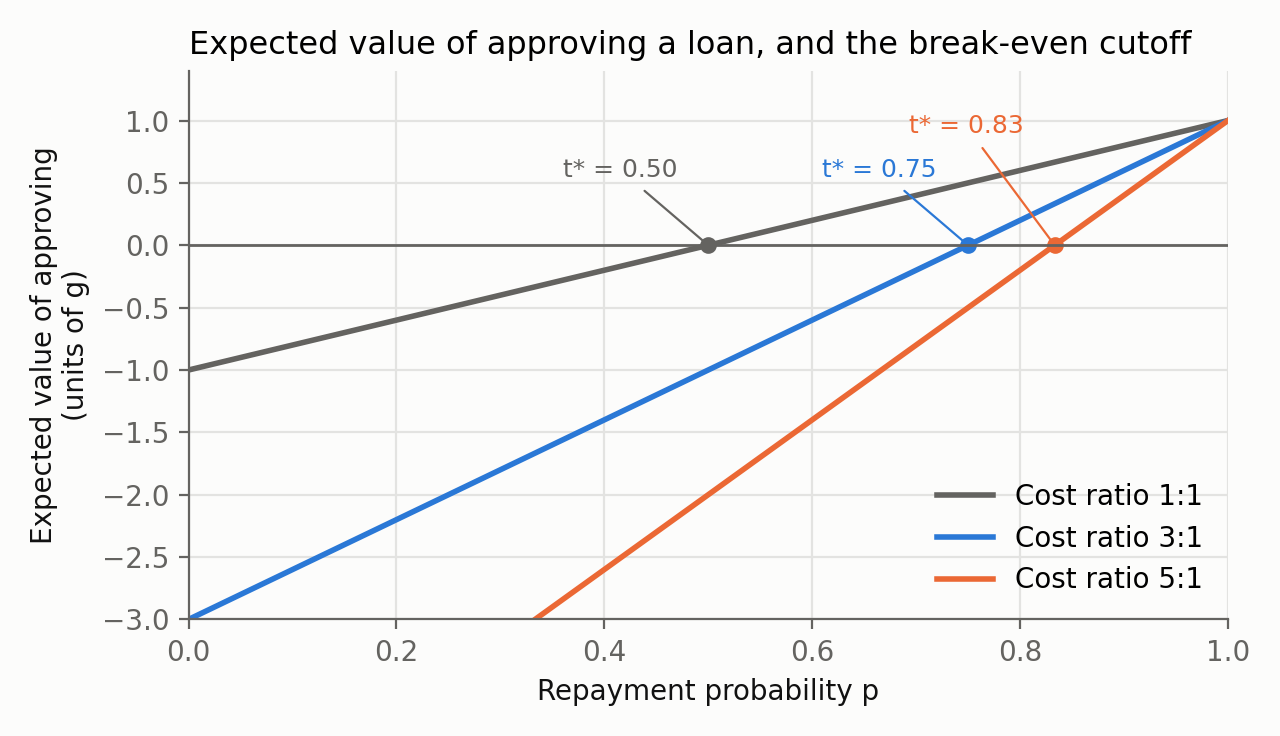 Expected value of approving a loan, and the break-even cutoff
Expected value of approving
(units of g)
1.0
0.5
0.0
−0.5
−1.0
−1.5
−2.0
−2.5
−3.0
t* = 0.50
t* = 0.75
t* = 0.83
Cost ratio 1:1
Cost ratio 3:1
Cost ratio 5:1
0.0
0.2
0.4
0.6
0.8
1.0
Repayment probability p